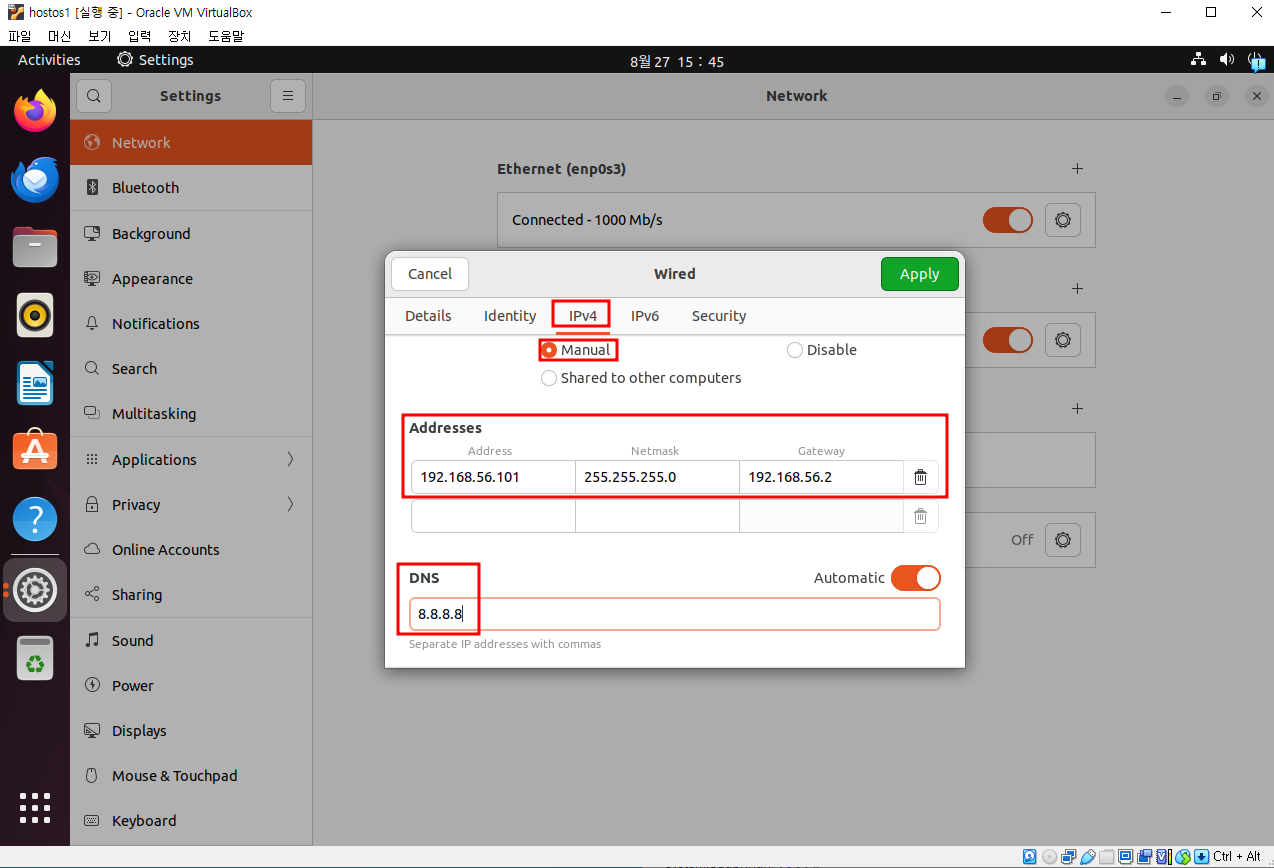 hostos1 [실행 중] - Oracle VM VirtualBox
파일 머신 보기 입력 장치 도움말
Activities Settings 8월 27 15 : 45
Settings
Network
Network
Bluetooth
Background
Appearance
Notifications
Search
Multitasking
Applications
Privacy
Online Accounts
Sharing
Sound
Power
Displays
Mouse & Touchpad
Keyboard
Ethernet (enp0s3)
Connected - 1000 Mb/s
Off
Cancel Wired Apply
Details Identity IPv4 IPv6 Security
Manual Disable
Shared to other computers
Addresses
Address Netmask Gateway
192.168.56.101 255.255.255.0 192.168.56.2
DNS Automatic
8.8.8.8
Separate IP addresses with commas
Ctrl + Alt